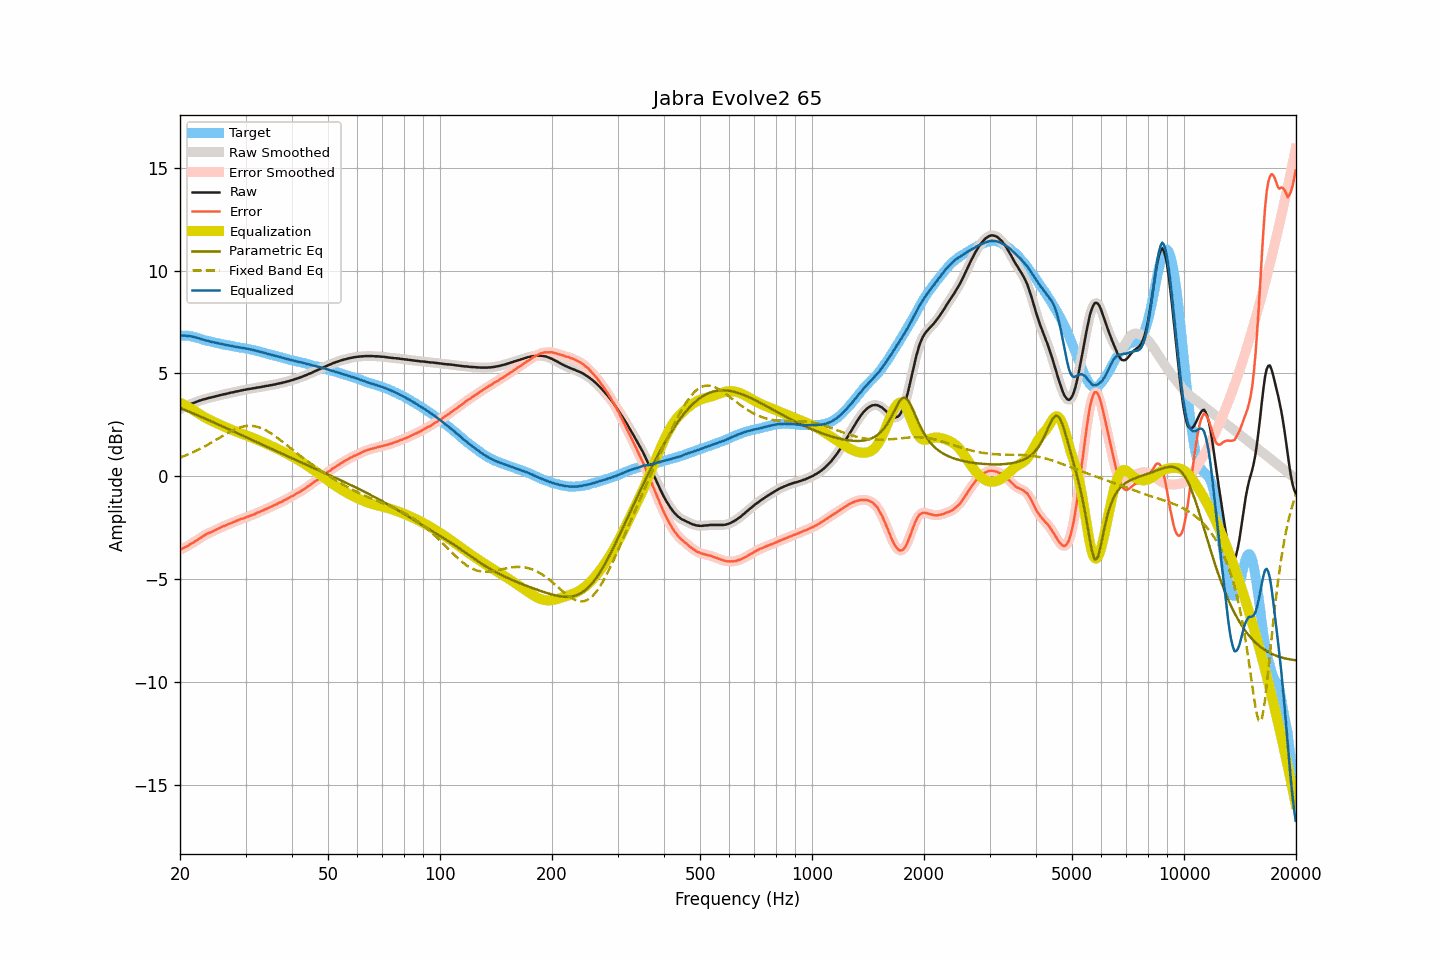 Jabra Evolve2 65
Target
Raw Smoothed
Error Smoothed
Raw
Error
Equalization
Parametric Eq
Fixed Band Eq
Equalized
15
10
5
0
−5
−10
−15
Amplitude (dBr)
20
50
100
200
500
1000
2000
5000
10000
20000
Frequency (Hz)